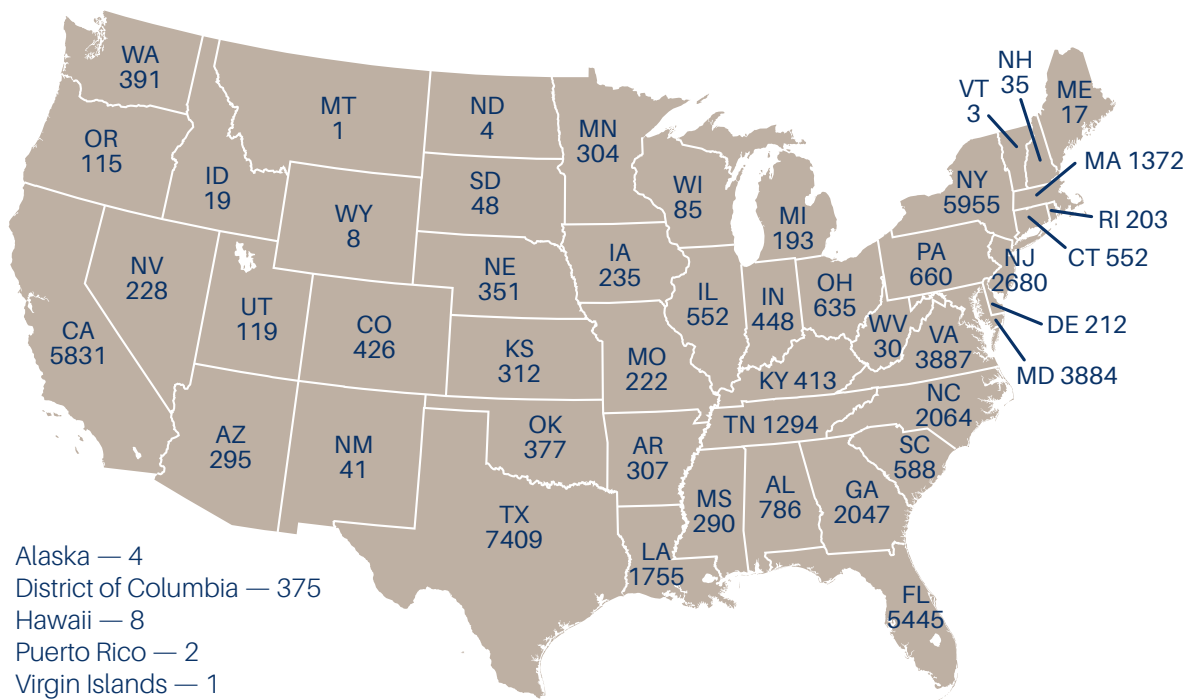 WA
391
OR
115
ID
19
MT
1
ND
4
MN
304
SD
48
WY
8
WI
85
MI
193
NY
5955
VT
3
NH
35
ME
17
MA 1372
RI 203
CT 552
NJ
2680
PA
660
DE 212
MD 3884
CA
5831
NV
228
UT
119
CO
426
NE
351
IA
235
IL
552
IN
448
OH
635
WV
30
VA
3887
KS
312
MO
222
KY 413
NC
2064
TN 1294
SC
588
AZ
295
NM
41
OK
377
AR
307
MS
290
AL
786
GA
2047
TX
7409
LA
1755
FL
5445
Alaska — 4
District of Columbia — 375
Hawaii — 8
Puerto Rico — 2
Virgin Islands — 1